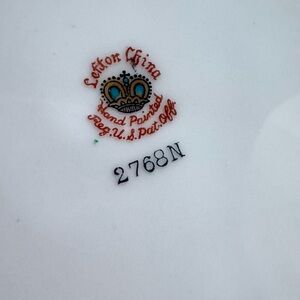 Lefton China
Hand Painted
Reg. U.S. Pat. Off
2768N